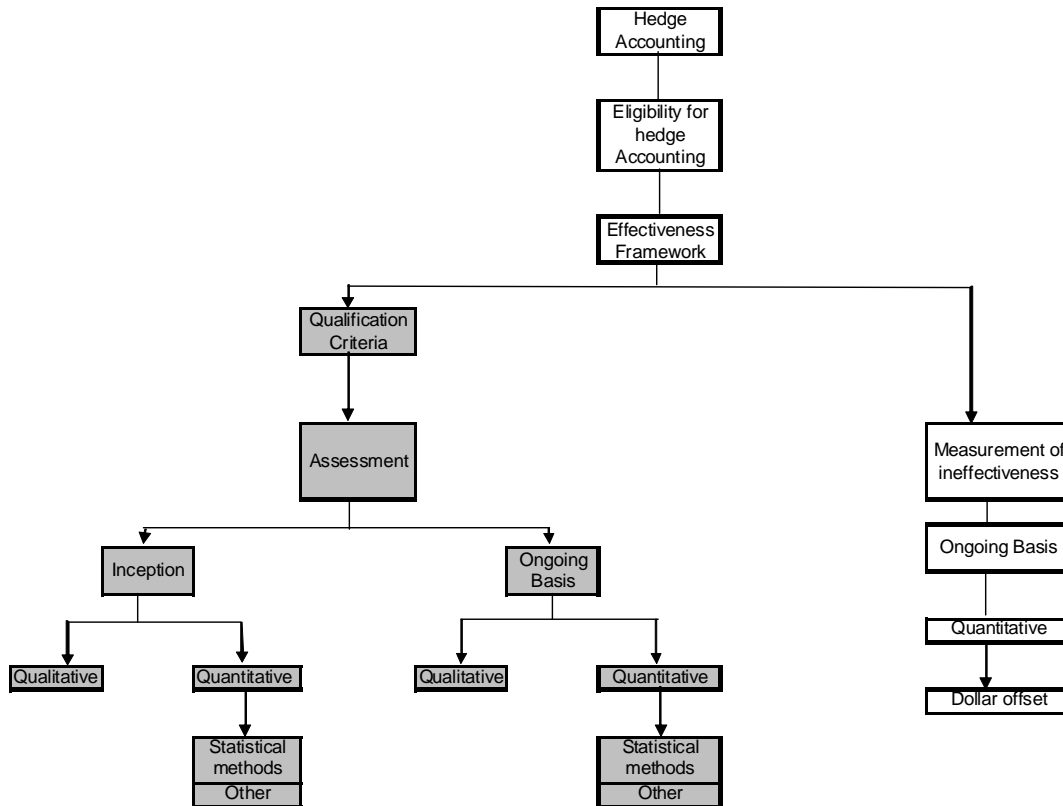 Hedge
Accounting
Eligibility for
hedge
Accounting
Effectiveness
Framework
Qualification
Criteria
Assessment
Measurement of
ineffectiveness
Inception
Ongoing
Basis
Ongoing Basis
Qualitative
Quantitative
Qualitative
Quantitative
Quantitative
Dollar offset
Statistical
methods
Other
Statistical
methods
Other